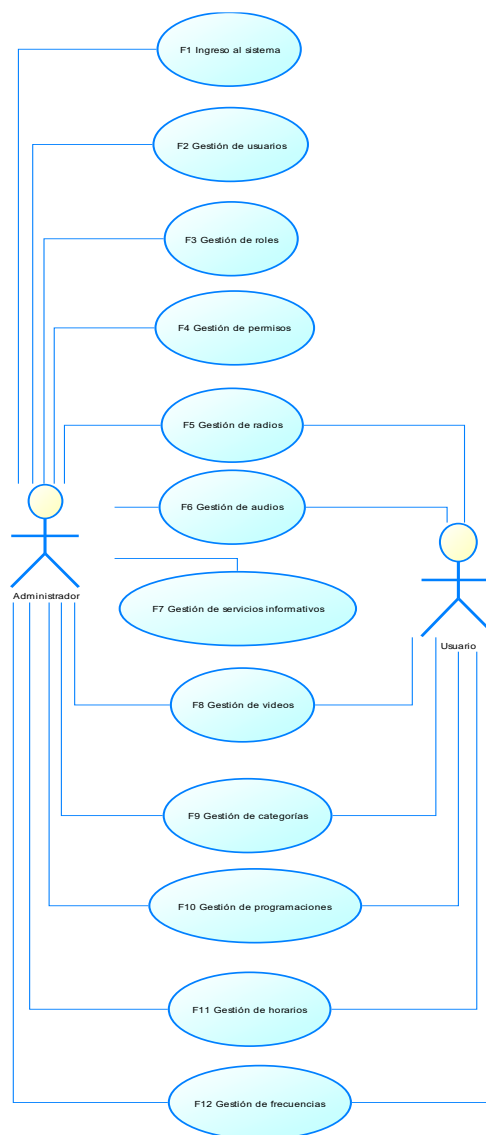 F1 Ingreso al sistema
F2 Gestión de usuarios
F3 Gestión de roles
F4 Gestión de permisos
F5 Gestión de radios
F6 Gestión de audios
F7 Gestión de servicios informativos
Administrador
Usuario
F8 Gestión de videos
F9 Gestión de categorías
F10 Gestión de programaciones
F11 Gestión de horarios
F12 Gestión de frecuencias